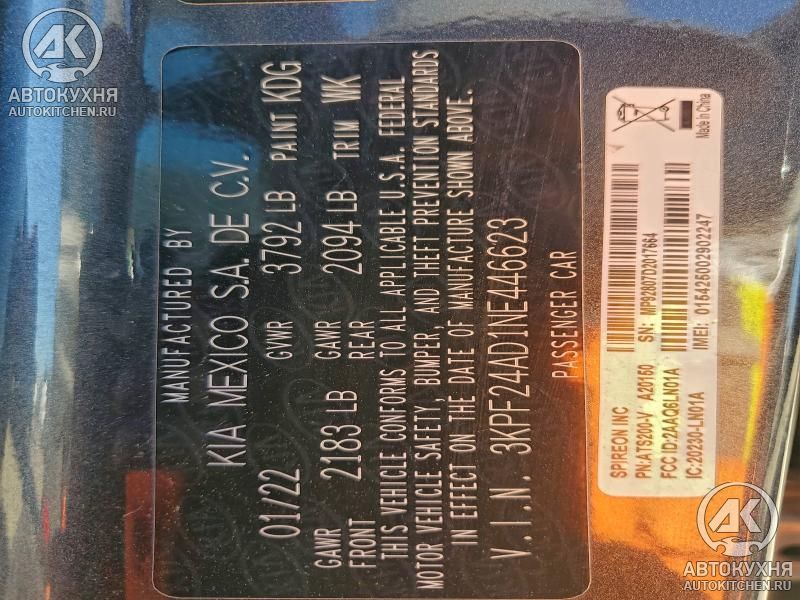 АК
АВТОКУХНЯ
AUTOKITCHEN.RU
MANUFACTURED BY
KIA MEXICO S.A. DE C.V.
01/22 GVWR 3792 LB PAINT KDG
GAWR FRONT 2183 LB GAWR REAR 2094 LB TRIM WK
THIS VEHICLE CONFORMS TO ALL APPLICABLE U.S.A. FEDERAL
MOTOR VEHICLE SAFETY, BUMPER, AND THEFT PREVENTION STANDARDS
IN EFFECT ON THE DATE OF MANUFACTURE SHOWN ABOVE.
V.I.N. 3KPF24AD1NE446623
PASSENGER CAR
SPIREON INC
PN:ATS200-V A20160
FCC ID:2AAQ6LN01A
IC:20230-LN01A
SN: MP92807D2017664
IMEI: 015425002902247
Made in China
АК
АВТОКУХНЯ
AUTOKITCHEN.RU